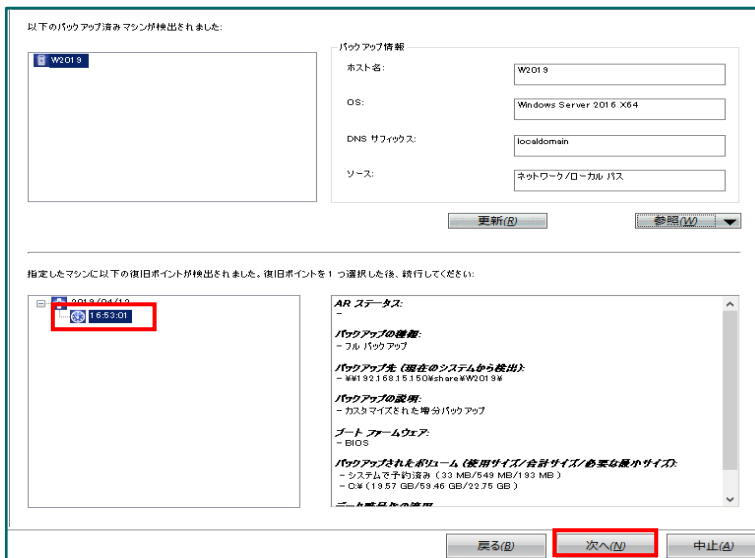 以下のバックアップ済みマシンが検出されました:
W2019
バックアップ情報
ホスト名:
W2019
OS:
Windows Server 2016 X64
DNS サフィックス:
localdomain
ソース:
ネットワーク/ローカル パス
更新(R)
参照(W)
指定したマシンに以下の復旧ポイントが検出されました。復旧ポイントを 1 つ選択した後、続行してください:
16:53:01
AR ステータス:
-
バックアップの種類:
- フル バックアップ
バックアップ先 (現在のシステムから検出):
- ¥¥192.168.15.150¥share¥W2019¥
バックアップの説明:
- カスタマイズされた増分バックアップ
ブート ファームウェア:
- BIOS
バックアップされたボリューム (使用サイズ/合計サイズ/必要な最小サイズ):
- システムで予約済み (33 MB/549 MB/193 MB)
- C:¥ (19.57 GB/59.46 GB/22.75 GB)
戻る(B)
次へ(N)
中止(A)